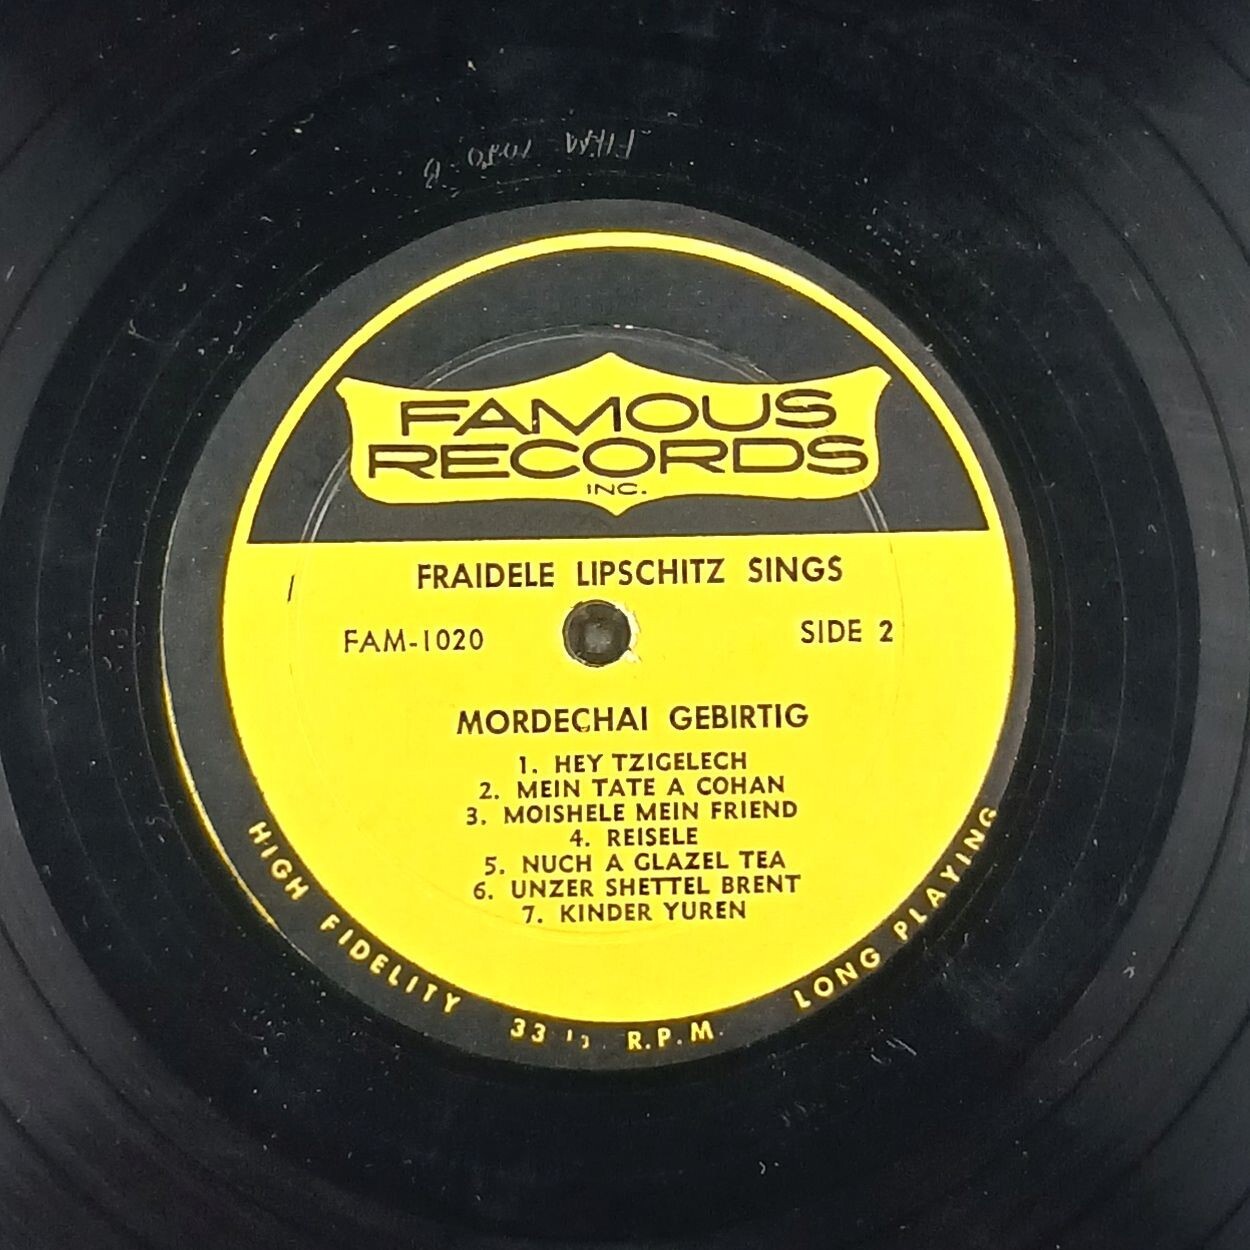 FAM 1020 B
FAMOUS
RECORDS
INC.
FRAIDELE LIPSCHITZ SINGS
FAM-1020 SIDE 2
MORDECHAI GEBIRTIG
1. HEY TZIGELECH
2. MEIN TATE A COHAN
3. MOISHELE MEIN FRIEND
4. REISELE
5. NUCH A GLAZEL TEA
6. UNZER SHETTEL BRENT
7. KINDER YUREN
HIGH FIDELITY 33 R.P.M. LONG PLAYING